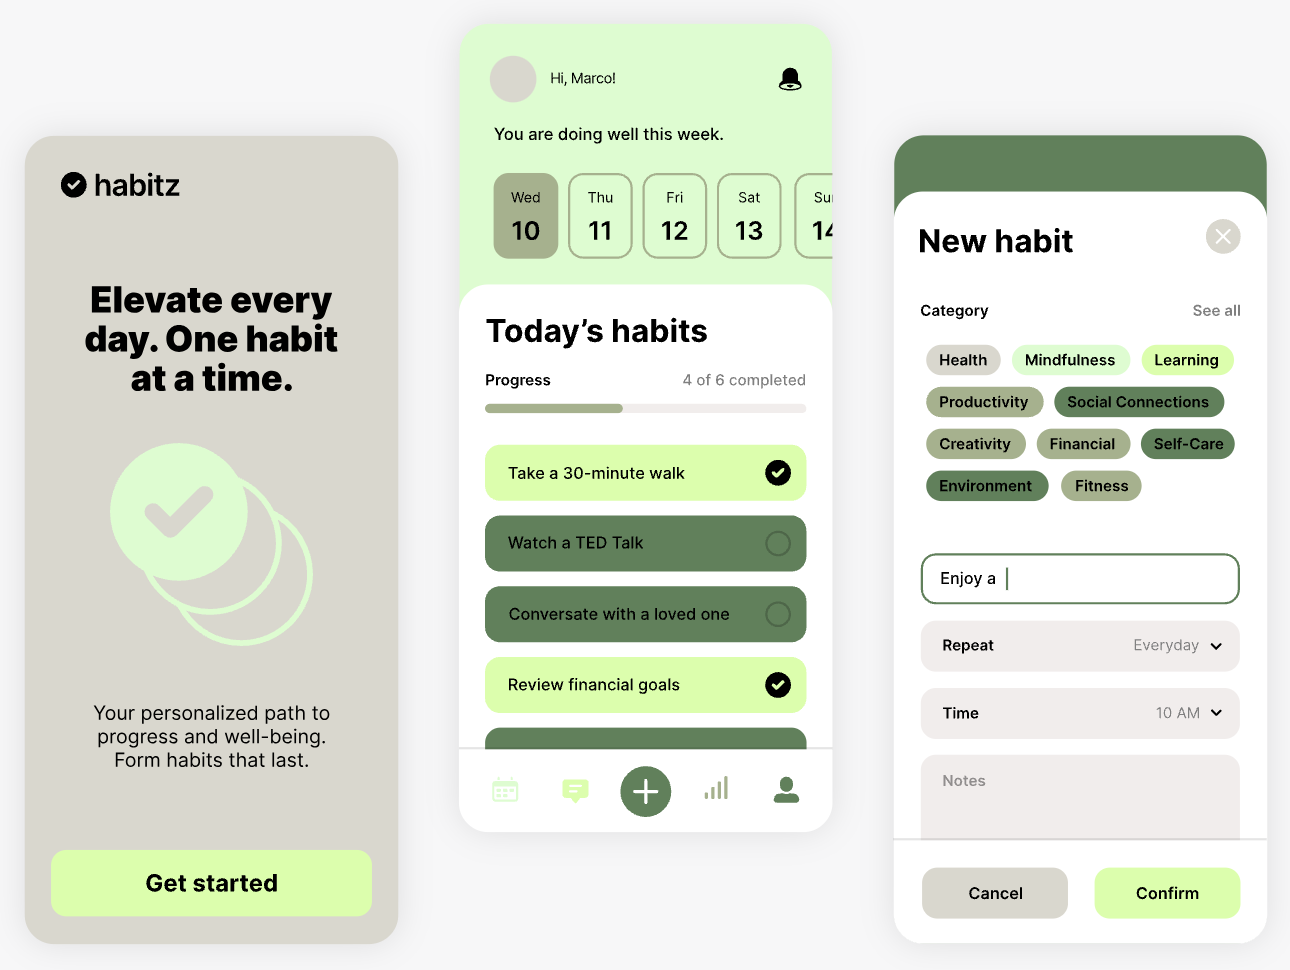 habitz
Elevate every
day. One habit
at a time.
Your personalized path to
progress and well-being.
Form habits that last.
Get started
Hi, Marco!
You are doing well this week.
Wed Thu Fri Sat Su
10 11 12 13 14
Today’s habits
Progress 4 of 6 completed
Take a 30-minute walk
Watch a TED Talk
Conversate with a loved one
Review financial goals
New habit
Category See all
Health Mindfulness Learning
Productivity Social Connections
Creativity Financial Self-Care
Environment Fitness
Enjoy a
Repeat Everyday
Time 10 AM
Notes
Cancel Confirm